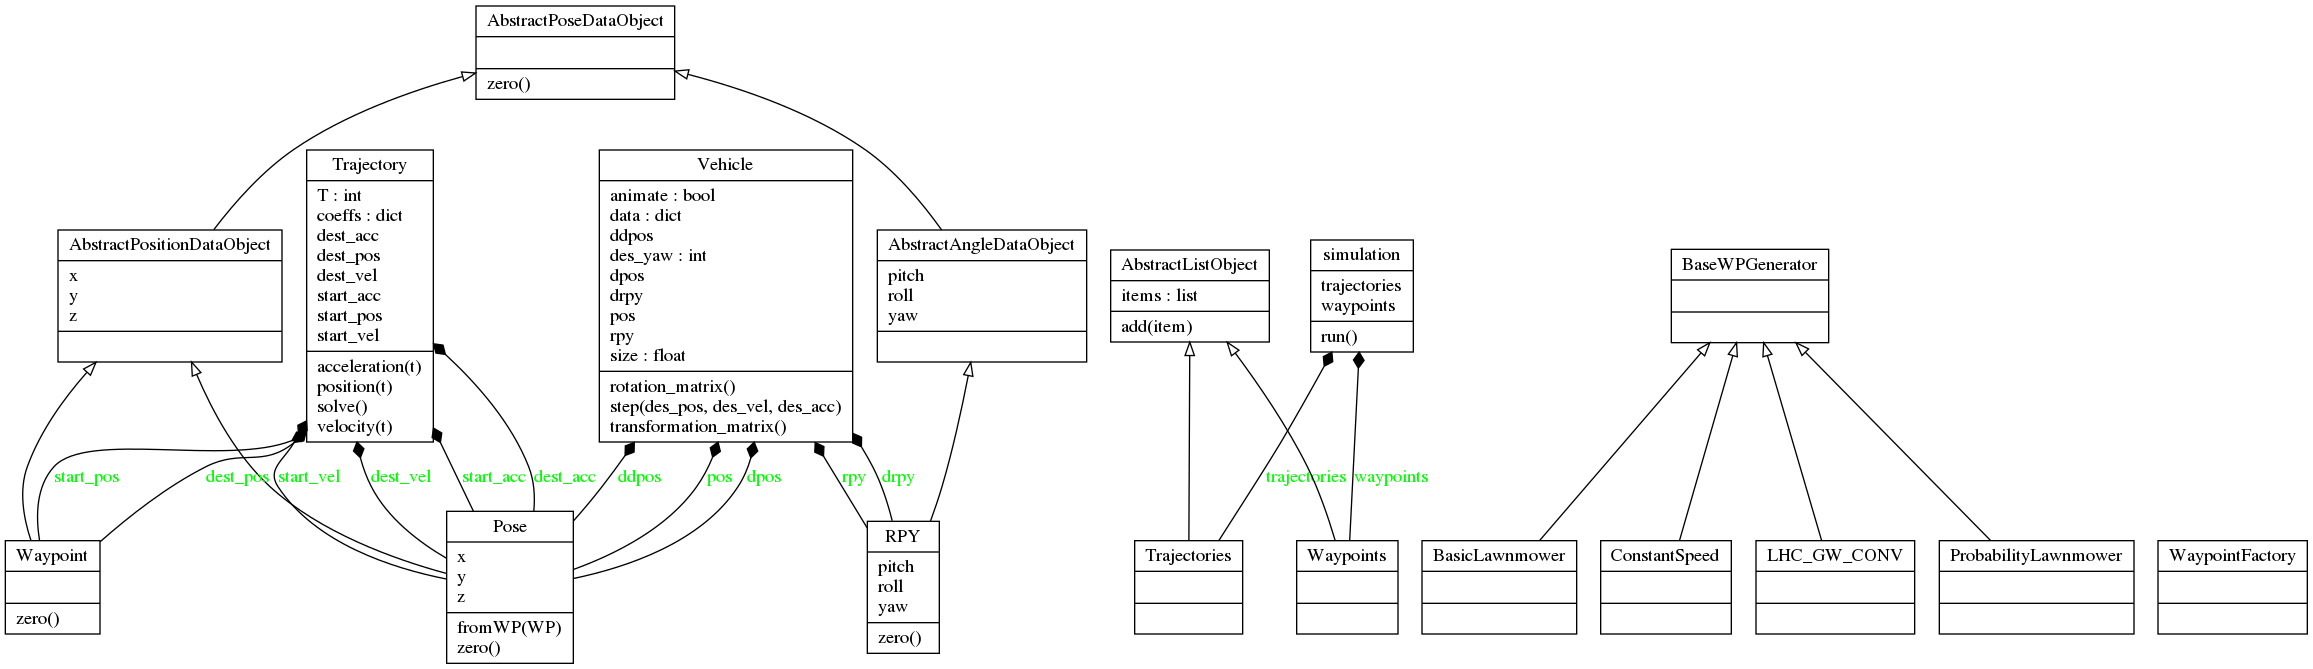 AbstractPoseDataObject
zero()
Trajectory
T : int
coeffs : dict
dest_acc
dest_pos
dest_vel
start_acc
start_pos
start_vel
acceleration(t)
position(t)
solve()
velocity(t)
Vehicle
animate : bool
data : dict
ddpos
des_yaw : int
dpos
drpy
pos
rpy
size : float
rotation_matrix()
step(des_pos, des_vel, des_acc)
transformation_matrix()
AbstractPositionDataObject
x
y
z
AbstractAngleDataObject
pitch
roll
yaw
AbstractListObject
items : list
add(item)
simulation
trajectories
waypoints
run()
BaseWPGenerator
start_pos
dest_pos
start_vel
dest_vel
start_acc
dest_acc
ddpos
pos
dpos
rpy
drpy
trajectories
waypoints
Waypoint
zero()
Pose
x
y
z
fromWP(WP)
zero()
RPY
pitch
roll
yaw
zero()
Trajectories
Waypoints
BasicLawnmower
ConstantSpeed
LHC_GW_CONV
ProbabilityLawnmower
WaypointFactory